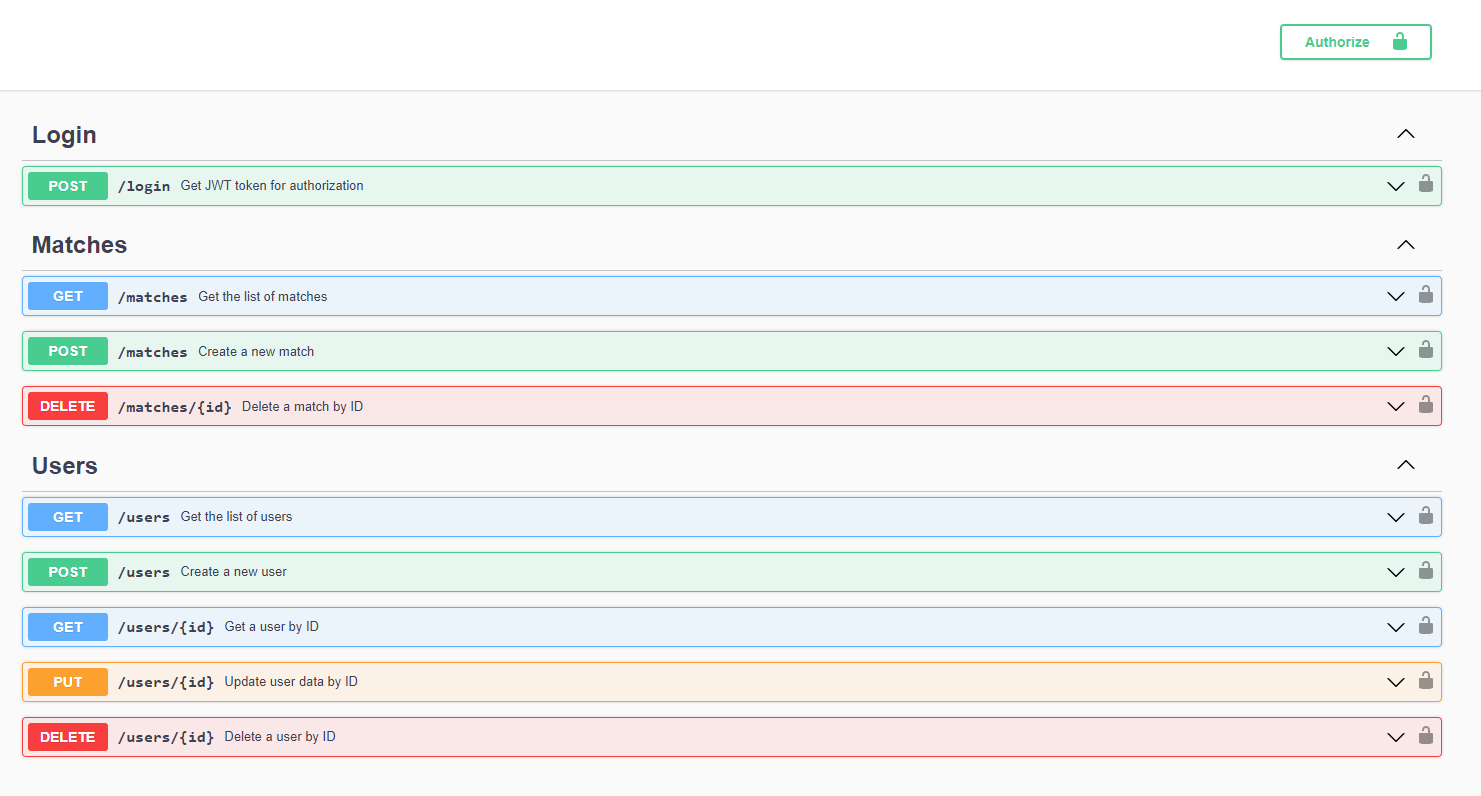 Authorize
Login
POST /login Get JWT token for authorization
Matches
GET /matches Get the list of matches
POST /matches Create a new match
DELETE /matches/{id} Delete a match by ID
Users
GET /users Get the list of users
POST /users Create a new user
GET /users/{id} Get a user by ID
PUT /users/{id} Update user data by ID
DELETE /users/{id} Delete a user by ID